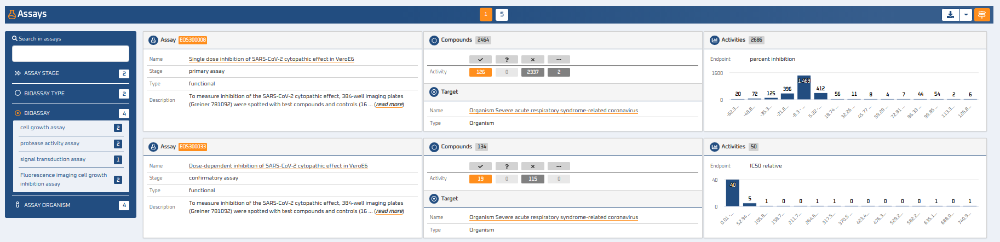 Assays
1 5
Search in assays
ASSAY STAGE 2
BIOASSAY TYPE 2
BIOASSAY 4
cell growth assay 2
protease activity assay 2
signal transduction assay 1
Fluorescence imaging cell growth
inhibition assay 2
ASSAY ORGANISM 4
Assay EOS300008
Name Single dose inhibition of SARS-CoV-2 cytopathic effect in VeroE6
Stage primary assay
Type functional
Description To measure inhibition of the SARS-CoV-2 cytopathic effect, 384-well imaging plates
(Greiner 781092) were spotted with test compounds and controls (16 ... (read more)
Compounds 2464
? ...
Activity 126 0 2337 2
Target
Name Organism Severe acute respiratory syndrome-related coronavirus
Type Organism
Activities 2686
Endpoint percent inhibition
1600
0
20 72 125 396 1 469 412 56 11 8 4 7 44 54 2 6
-62.3... -48.8... -35.3... -21.8... -8.3 -... 5.22 -... 18.74 ... 32.26 ... 45.77 ... 59.29 ... 72.81 ... 86.33 ... 99.85 ... 113.3... 126.8...
Assay EOS300033
Name Dose-dependent inhibition of SARS-CoV-2 cytopathic effect in VeroE6
Stage confirmatory assay
Type functional
Description To measure inhibition of the SARS-CoV-2 cytopathic effect, 384-well imaging plates
(Greiner 781092) were spotted with test compounds and controls (16 ... (read more)
Compounds 134
? ...
Activity 19 0 115 0
Target
Name Organism Severe acute respiratory syndrome-related coronavirus
Type Organism
Activities 50
Endpoint IC50 relative
40
0
40 5 1 0 0 1 1 0 0 0 0 0 1 0 1
0.01 -... 52.94 ... 105.8... 158.7... 211.7... 264.6... 317.5... 370.5 ... 423.4... 476.3... 529.2... 582.2... 635.1... 688.0... 740.9...